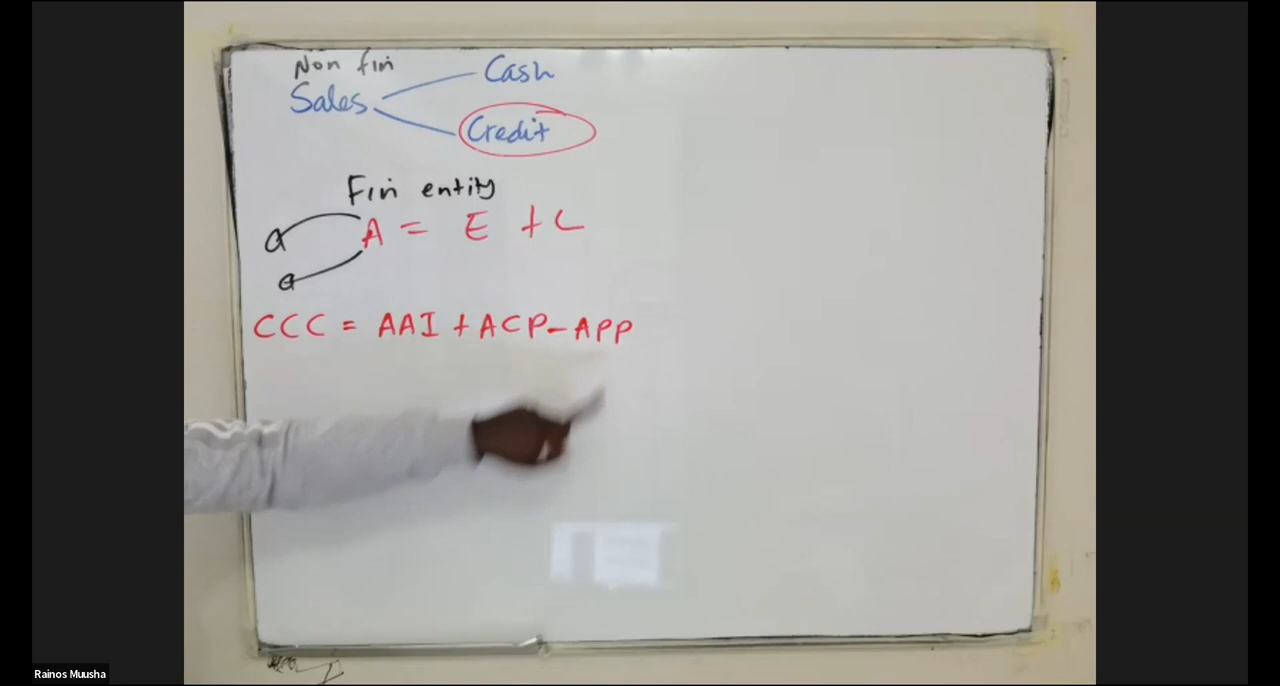 Non fin
Sales
Cash
Credit
Fin entity
A = E + L
CCC = AAI + ACP - APP
Rainos Muusha